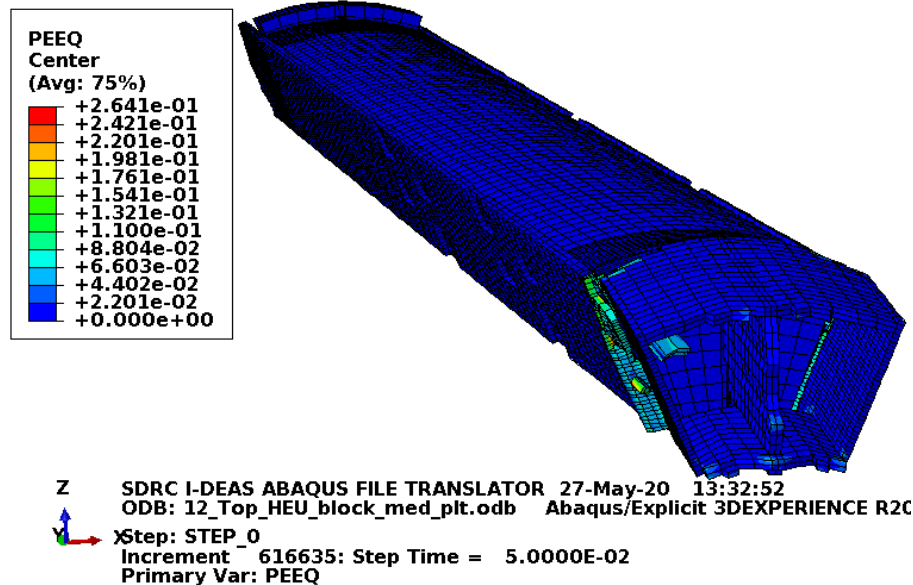 PEEQ
Center
(Avg: 75%)
+2.641e-01
+2.421e-01
+2.201e-01
+1.981e-01
+1.761e-01
+1.541e-01
+1.321e-01
+1.100e-01
+8.804e-02
+6.603e-02
+4.402e-02
+2.201e-02
+0.000e+00
Z
Y
X
SDRC I-DEAS ABAQUS FILE TRANSLATOR 27-May-20 13:32:52
ODB: 12_Top_HEU_block_med_plt.odb Abaqus/Explicit 3DEXPERIENCE R20
Step: STEP_0
Increment 616635: Step Time = 5.0000E-02
Primary Var: PEEQ